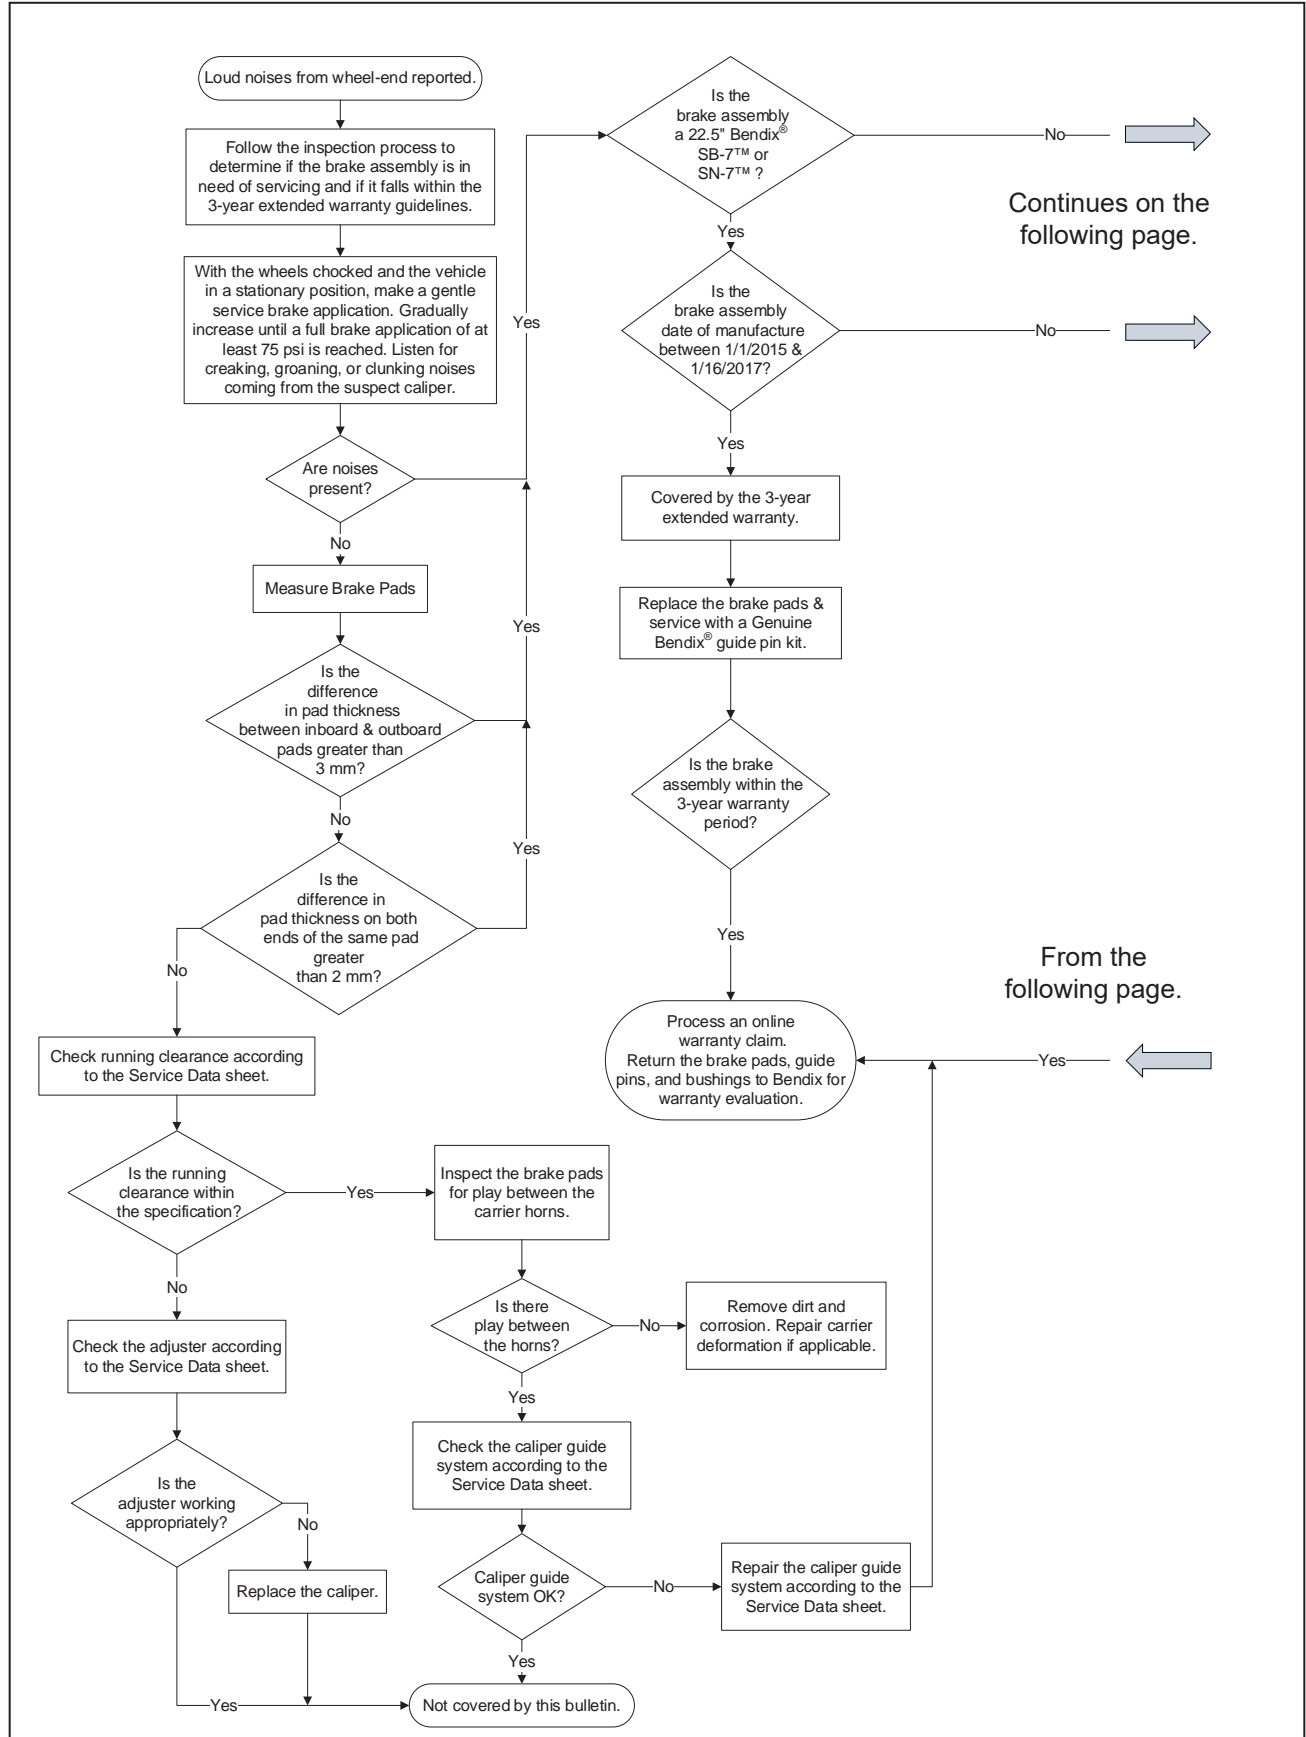 Loud noises from wheel-end reported.
Follow the inspection process to
determine if the brake assembly is in
need of servicing and if it falls within the
3-year extended warranty guidelines.
With the wheels chocked and the vehicle
in a stationary position, make a gentle
service brake application. Gradually
increase until a full brake application of at
least 75 psi is reached. Listen for
creaking, groaning, or clunking noises
coming from the suspect caliper.
Are noises
present?
Yes
No
Measure Brake Pads
Is the
difference
in pad thickness
between inboard & outboard
pads greater than
3 mm?
Yes
No
Is the
difference in
pad thickness on both
ends of the same pad
greater
than 2 mm?
Yes
No
Check running clearance according
to the Service Data sheet.
Is the running
clearance within
the specification?
Yes
No
Check the adjuster according
to the Service Data sheet.
Is the
adjuster working
appropriately?
No
Replace the caliper.
Yes
Inspect the brake pads
for play between the
carrier horns.
Is there
play between
the horns?
No
Remove dirt and
corrosion. Repair carrier
deformation if applicable.
Yes
Check the caliper guide
system according to the
Service Data sheet.
Caliper guide
system OK?
No
Repair the caliper guide
system according to the
Service Data sheet.
Yes
Not covered by this bulletin.
Is the
brake assembly
a 22.5" Bendix®
SB-7™ or
SN-7™ ?
No
Continues on the
following page.
Yes
Is the
brake assembly
date of manufacture
between 1/1/2015 &
1/16/2017?
No
Yes
Covered by the 3-year
extended warranty.
Replace the brake pads &
service with a Genuine
Bendix® guide pin kit.
Is the brake
assembly within the
3-year warranty
period?
Yes
From the
following page.
Process an online
warranty claim.
Return the brake pads, guide
pins, and bushings to Bendix for
warranty evaluation.
Yes